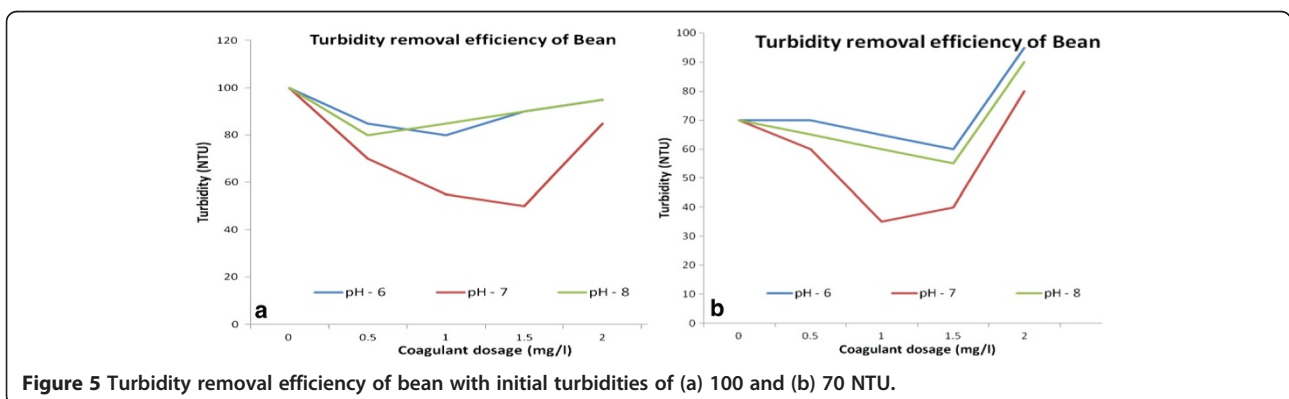 Turbidity removal efficiency of Bean
120
100
80
60
40
20
0
Turbidity (NTU)
pH - 6 pH - 7 pH - 8
a
0 0.5 1 1.5 2
Coagulant dosage (mg/l)
Turbidity removal efficiency of Bean
100
90
80
70
60
50
40
30
20
10
0
Turbidity (NTU)
pH - 6 pH - 7 pH - 8
b
0 0.5 1 1.5 2
Coagulant dosage (mg/l)
Figure 5 Turbidity removal efficiency of bean with initial turbidities of (a) 100 and (b) 70 NTU.